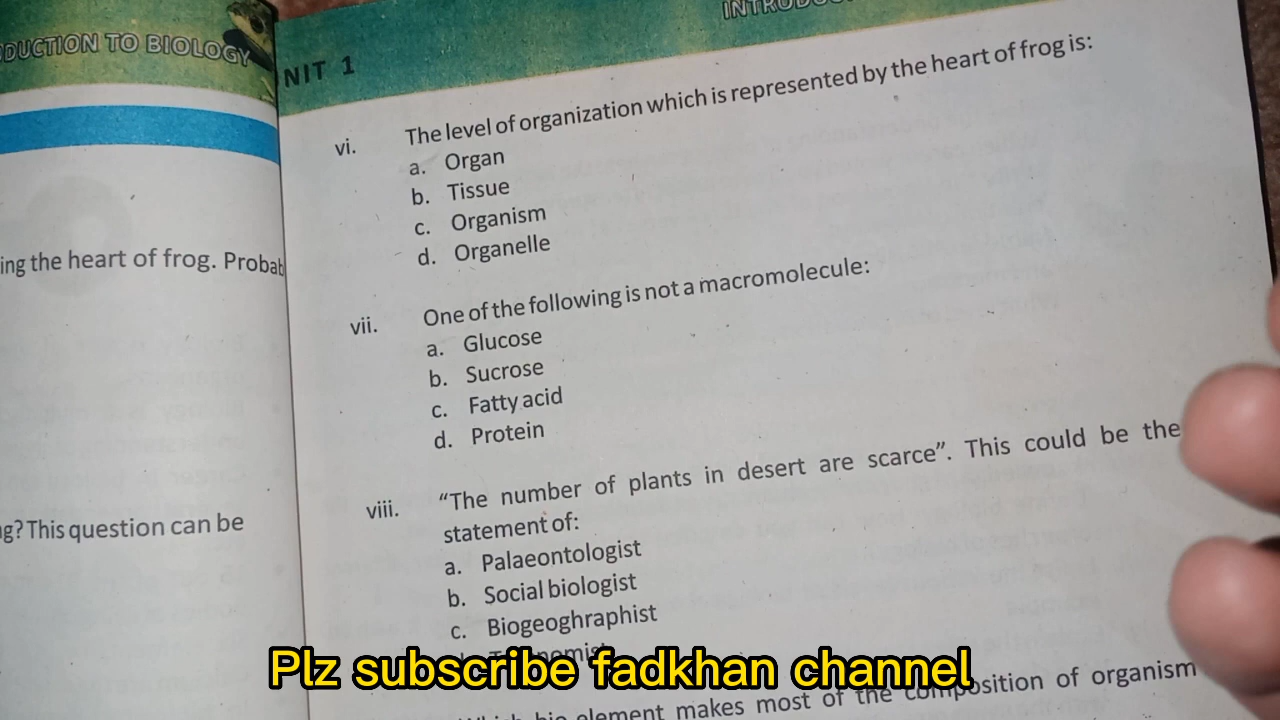 DUCTION TO BIOLOGY
ing the heart of frog. Probab
g? This question can be
NIT 1
vi. The level of organization which is represented by the heart of frog is:
a. Organ
b. Tissue
c. Organism
d. Organelle
vii. One of the following is not a macromolecule:
a. Glucose
b. Sucrose
c. Fatty acid
d. Protein
viii. “The number of plants in desert are scarce”. This could be the
statement of:
a. Palaeontologist
b. Social biologist
c. Biogeoghraphist
Plz subscribe fadkhan channel
element makes most of the composition of organism